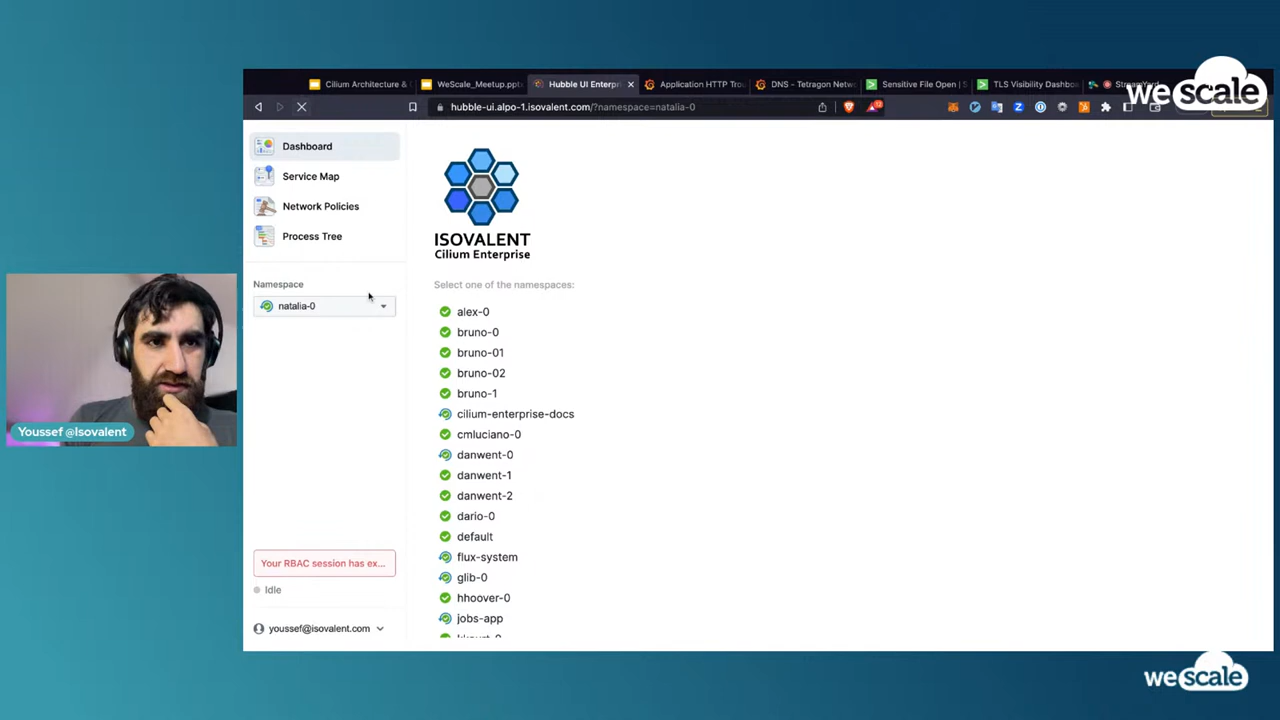 Cilium Architecture &
WeScale_Meetup.pptx
Hubble UI Enterpri
Application HTTP Trou
DNS - Tetragon Netw
Sensitive File Open | S
TLS Visibility Dashboa
StreamYard
hubble-ui.alpo-1.isovalent.com/?namespace=natalia-0
wescale
Dashboard
Service Map
Network Policies
Process Tree
Namespace
natalia-0
Your RBAC session has ex...
Idle
youssef@isovalent.com
ISOVALENT
Cilium Enterprise
Select one of the namespaces:
alex-0
bruno-0
bruno-01
bruno-02
bruno-1
cilium-enterprise-docs
cmluciano-0
danwent-0
danwent-1
danwent-2
dario-0
default
flux-system
glib-0
hhoover-0
jobs-app
Youssef @Isovalent
wescale